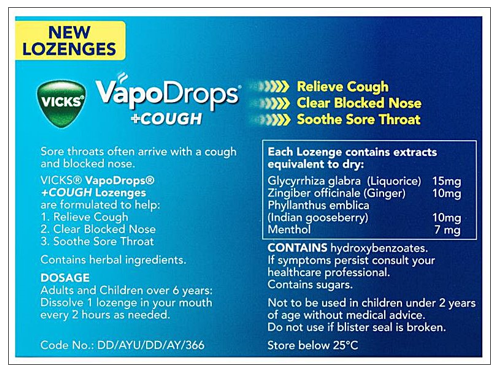 NEW
LOZENGES
VICKS
VapoDrops®
+COUGH
Relieve Cough
Clear Blocked Nose
Soothe Sore Throat
Sore throats often arrive with a cough
and blocked nose.
VICKS® VapoDrops®
+COUGH Lozenges
are formulated to help:
1. Relieve Cough
2. Clear Blocked Nose
3. Soothe Sore Throat
Contains herbal ingredients.
DOSAGE
Adults and Children over 6 years:
Dissolve 1 lozenge in your mouth
every 2 hours as needed.
Code No.: DD/AYU/DD/AY/366
Each Lozenge contains extracts
equivalent to dry:
Glycyrrhiza glabra (Liquorice) 15mg
Zingiber officinale (Ginger) 10mg
Phyllanthus emblica
(Indian gooseberry) 10mg
Menthol 7 mg
CONTAINS hydroxybenzoates.
If symptoms persist consult your
healthcare professional.
Contains sugars.
Not to be used in children under 2 years
of age without medical advice.
Do not use if blister seal is broken.
Store below 25°C